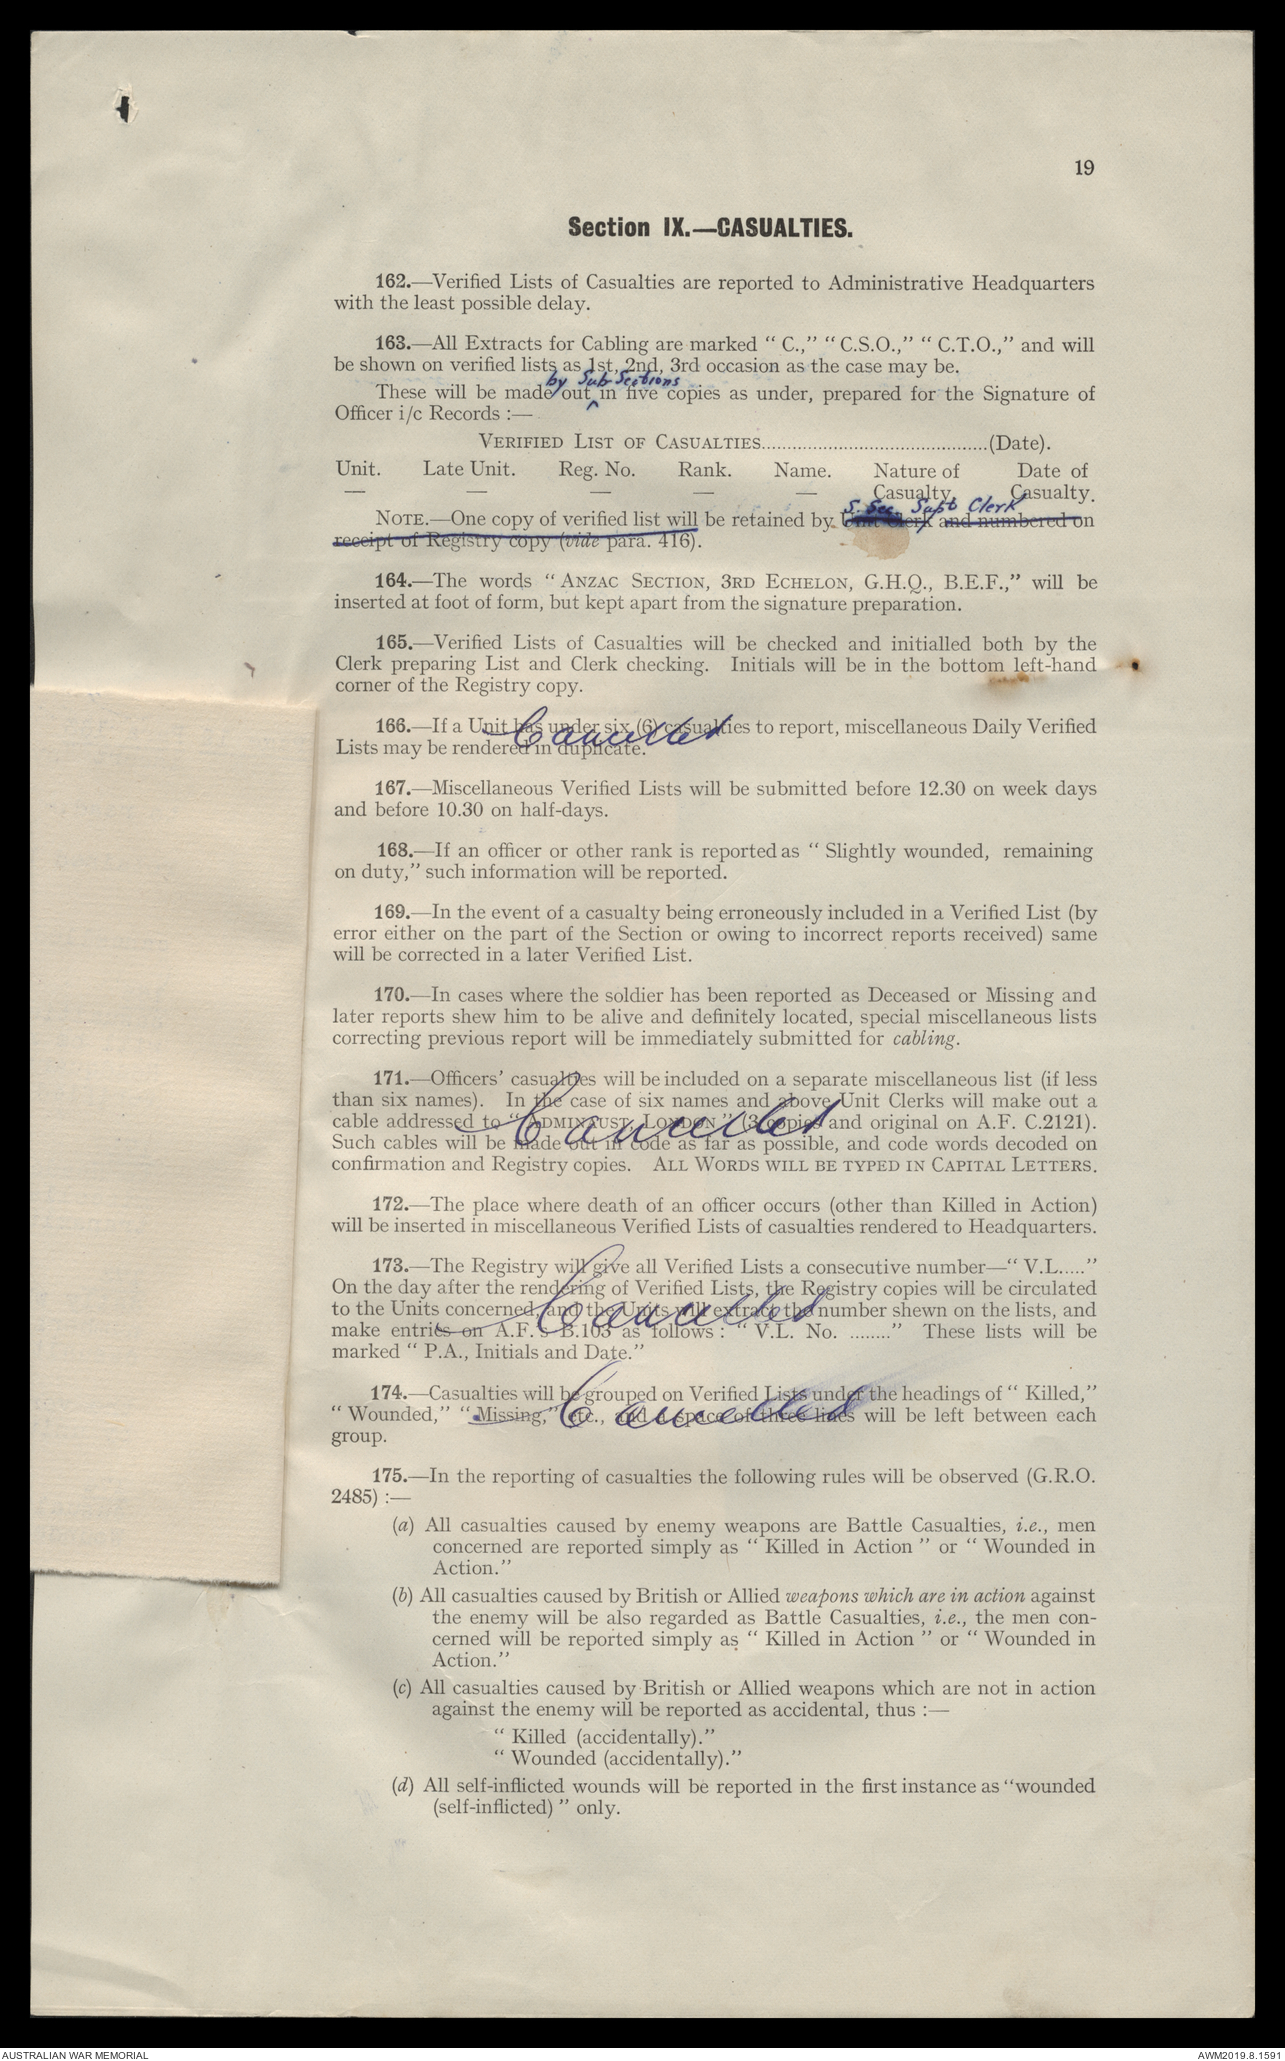 19
Section IX.—CASUALTIES.
162.—Verified Lists of Casualties are reported to Administrative Headquarters
with the least possible delay.
163.—All Extracts for Cabling are marked “ C.,” “ C.S.O.,” “ C.T.O.,” and will
be shown on verified lists as 1st, 2nd, 3rd occasion as the case may be.
by Sub-Sections
These will be made out in five copies as under, prepared for the Signature of
Officer i/c Records :—
VERIFIED LIST OF CASUALTIES............................................(Date).
Unit. Late Unit. Reg. No. Rank. Name. Nature of Date of
— — — — — Casualty. Casualty.
S. Sec. Supt Clerk
NOTE.—One copy of verified list will be retained by Unit Clerk and numbered on
receipt of Registry copy (vide para. 416).
164.—The words “ ANZAC SECTION, 3RD ECHELON, G.H.Q., B.E.F.,” will be
inserted at foot of form, but kept apart from the signature preparation.
165.—Verified Lists of Casualties will be checked and initialled both by the
Clerk preparing List and Clerk checking. Initials will be in the bottom left-hand
corner of the Registry copy.
166.—If a Unit has under six (6) casualties to report, miscellaneous Daily Verified
Cancelled
Lists may be rendered in duplicate.
167.—Miscellaneous Verified Lists will be submitted before 12.30 on week days
and before 10.30 on half-days.
168.—If an officer or other rank is reported as “ Slightly wounded, remaining
on duty,” such information will be reported.
169.—In the event of a casualty being erroneously included in a Verified List (by
error either on the part of the Section or owing to incorrect reports received) same
will be corrected in a later Verified List.
170.—In cases where the soldier has been reported as Deceased or Missing and
later reports shew him to be alive and definitely located, special miscellaneous lists
correcting previous report will be immediately submitted for cabling.
171.—Officers’ casualties will be included on a separate miscellaneous list (if less
than six names). In the case of six names and above Unit Clerks will make out a
cable addressed to “ ADMINAUST, LONDON ” (3 copies and original on A.F. C.2121).
Cancelled
Such cables will be made out in code as far as possible, and code words decoded on
confirmation and Registry copies. ALL WORDS WILL BE TYPED IN CAPITAL LETTERS.
172.—The place where death of an officer occurs (other than Killed in Action)
will be inserted in miscellaneous Verified Lists of casualties rendered to Headquarters.
173.—The Registry will give all Verified Lists a consecutive number—“ V.L.....”
On the day after the rendering of Verified Lists, the Registry copies will be circulated
to the Units concerned, and the Units will extract the number shewn on the lists, and
Cancelled
make entries on A.F.'s B.103 as follows : “ V.L. No. ........” These lists will be
marked “ P.A., Initials and Date.”
174.—Casualties will be grouped on Verified Lists under the headings of “ Killed,”
“ Wounded,” “ Missing,” etc., and a space of three lines will be left between each
Cancelled
group.
175.—In the reporting of casualties the following rules will be observed (G.R.O.
2485) :—
(a) All casualties caused by enemy weapons are Battle Casualties, i.e., men
concerned are reported simply as “ Killed in Action ” or “ Wounded in
Action.”
(b) All casualties caused by British or Allied weapons which are in action against
the enemy will be also regarded as Battle Casualties, i.e., the men con-
cerned will be reported simply as “ Killed in Action ” or “ Wounded in
Action.”
(c) All casualties caused by British or Allied weapons which are not in action
against the enemy will be reported as accidental, thus :—
“ Killed (accidentally).”
“ Wounded (accidentally).”
(d) All self-inflicted wounds will be reported in the first instance as “wounded
(self-inflicted) ” only.
AUSTRALIAN WAR MEMORIAL
AWM2019.8.1591